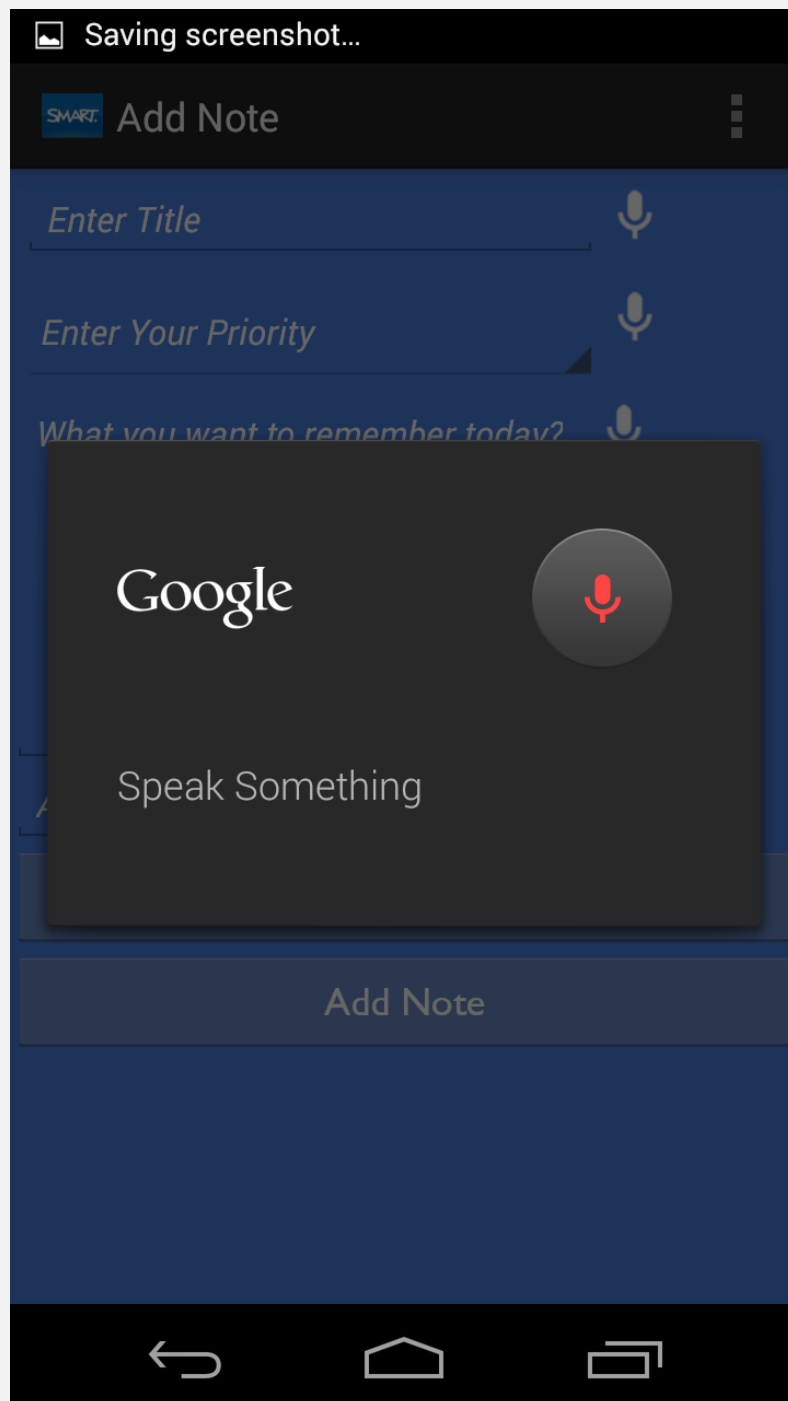 Saving screenshot...
SMART
Add Note
Enter Title
Enter Your Priority
What you want to remember today?
Google
Speak Something
Add Note